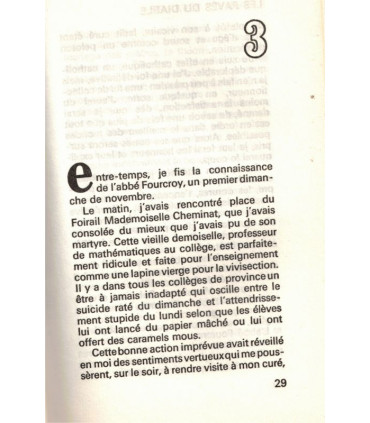 3
entre-temps, je fis la connaissance
de l'abbé Fourcroy, un premier diman-
che de novembre.
Le matin, j'avais rencontré place du
Foirail Mademoiselle Cheminat, que j'avais
consolée du mieux que j'avais pu de son
martyre. Cette vieille demoiselle, professeur
de mathématiques au collège, est parfaite-
ment ridicule et faite pour l'enseignement
comme une lapine vierge pour la vivisection.
Il y a dans tous les collèges de province un
être à jamais inadapté qui oscille entre le
suicide raté du dimanche et l'attendrisse-
ment stupide du lundi selon que les élèves
lui ont lancé du papier mâché ou lui ont
offert des caramels mous.
Cette bonne action imprévue avait réveillé
en moi des sentiments vertueux qui me pous-
sèrent, sur le soir, à rendre visite à mon curé,
29